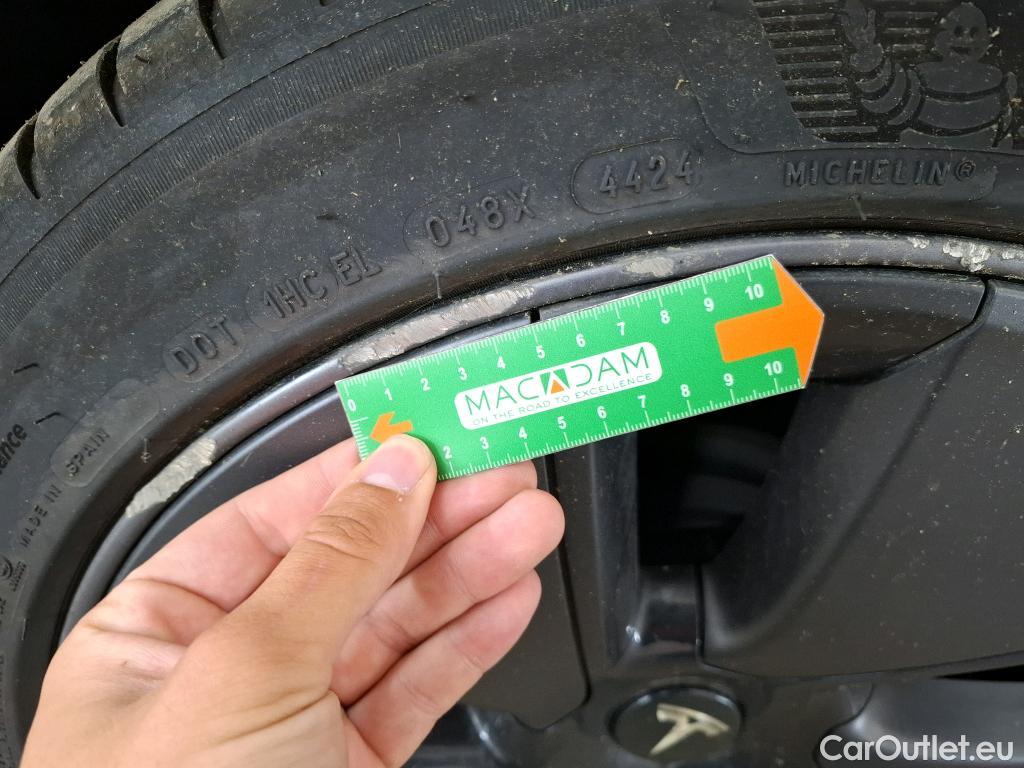 DOT 1HC EL 048X 4424 MICHELIN®
MADE IN SPAIN
0 1 2 3 4 5 6 7 8 9 10
MACADAM
ON THE ROAD TO EXCELLENCE
2 3 4 5 6 7 8 9 10
CarOutlet.eu